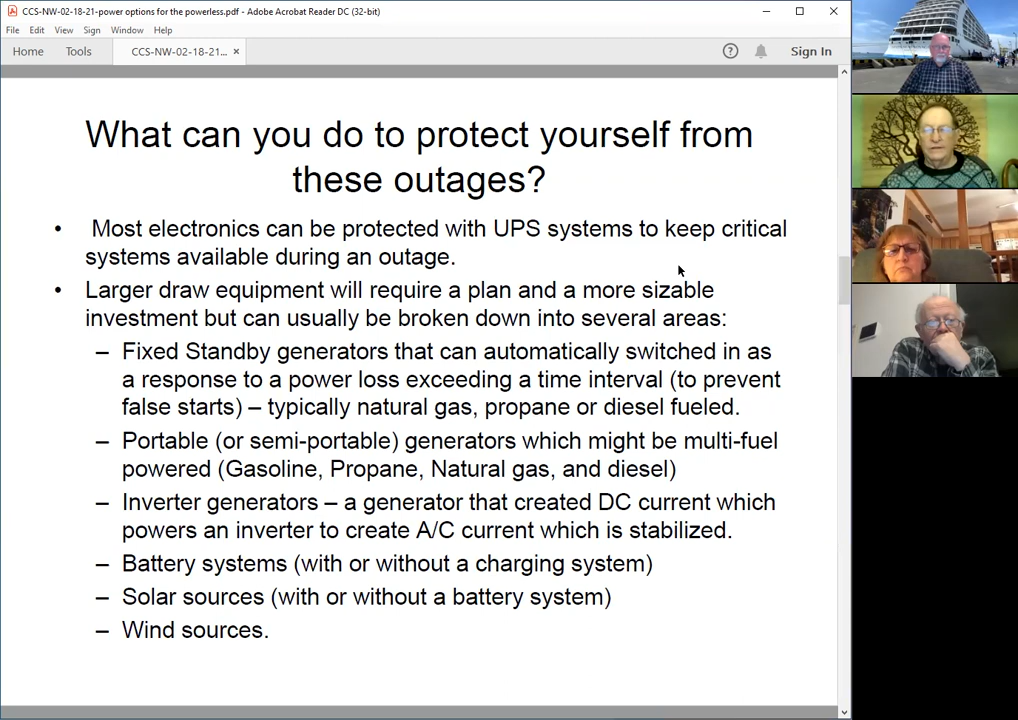 CCS-NW-02-18-21-power options for the powerless.pdf - Adobe Acrobat Reader DC (32-bit)
File Edit View Sign Window Help
Home Tools CCS-NW-02-18-21... × ? Sign In
What can you do to protect yourself from
these outages?
• Most electronics can be protected with UPS systems to keep critical
systems available during an outage.
• Larger draw equipment will require a plan and a more sizable
investment but can usually be broken down into several areas:
– Fixed Standby generators that can automatically switched in as
a response to a power loss exceeding a time interval (to prevent
false starts) – typically natural gas, propane or diesel fueled.
– Portable (or semi-portable) generators which might be multi-fuel
powered (Gasoline, Propane, Natural gas, and diesel)
– Inverter generators – a generator that created DC current which
powers an inverter to create A/C current which is stabilized.
– Battery systems (with or without a charging system)
– Solar sources (with or without a battery system)
– Wind sources.